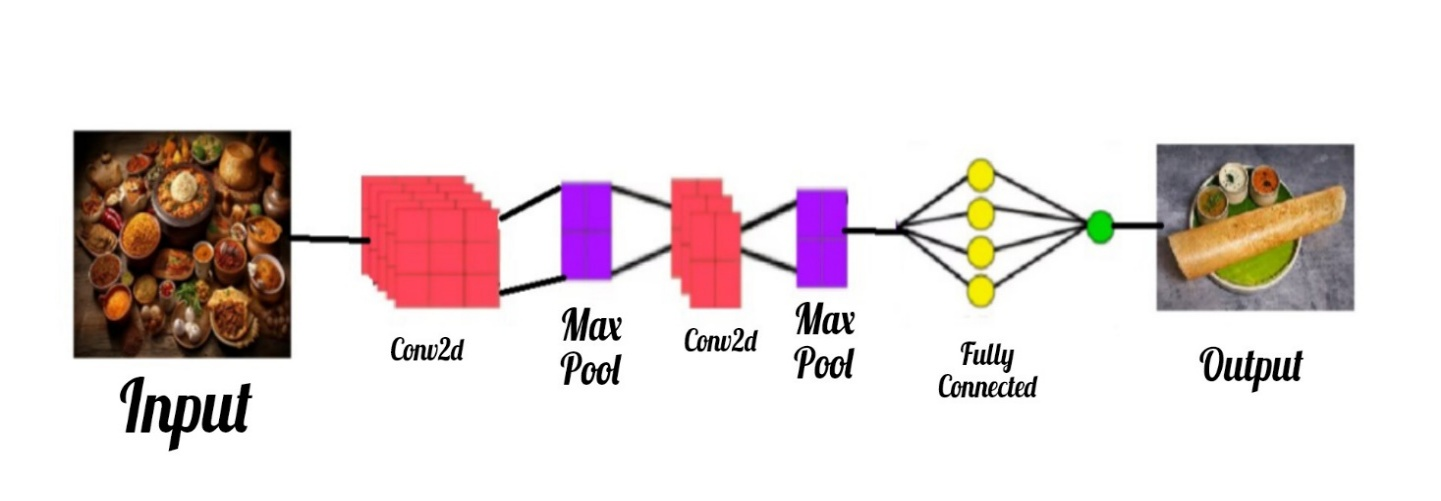 Input
Conv2d
Max
Pool
Conv2d
Max
Pool
Fully
Connected
Output